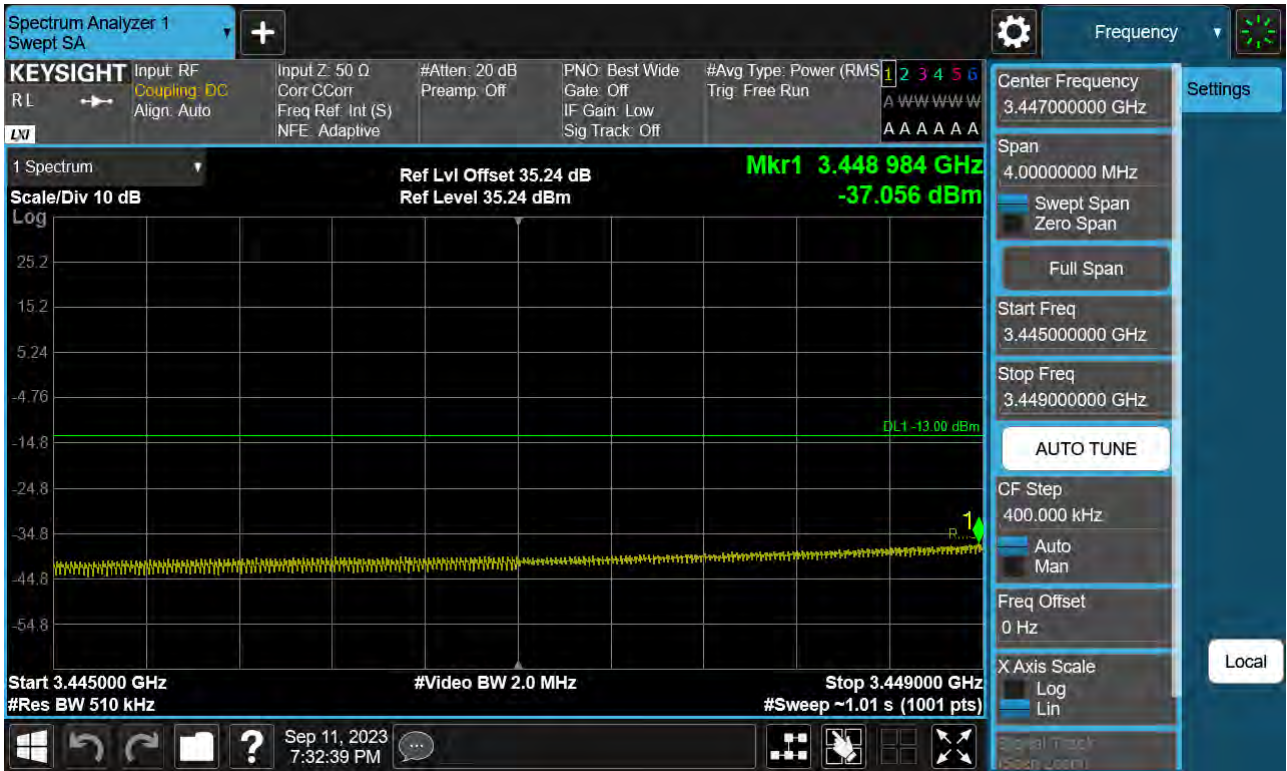 Spectrum Analyzer 1
Swept SA
Frequency
KEYSIGHT
RL
LXI
Input: RF
Coupling: DC
Align: Auto
Input Z: 50 Ω
Corr CCorr
Freq Ref: Int (S)
NFE: Adaptive
#Atten: 20 dB
Preamp: Off
PNO: Best Wide
Gate: Off
IF Gain: Low
Sig Track: Off
#Avg Type: Power (RMS
Trig: Free Run
1 2 3 4 5 6
A W W W W W
A A A A A A
1 Spectrum
Scale/Div 10 dB
Log
Ref Lvl Offset 35.24 dB
Ref Level 35.24 dBm
Mkr1 3.448 984 GHz
-37.056 dBm
25.2
15.2
5.24
-4.76
-14.8
-24.8
-34.8
-44.8
-54.8
DL1 -13.00 dBm
1
Start 3.445000 GHz
#Res BW 510 kHz
#Video BW 2.0 MHz
Stop 3.449000 GHz
#Sweep ~1.01 s (1001 pts)
Center Frequency
3.447000000 GHz
Settings
Span
4.00000000 MHz
Swept Span
Zero Span
Full Span
Start Freq
3.445000000 GHz
Stop Freq
3.449000000 GHz
AUTO TUNE
CF Step
400.000 kHz
Auto
Man
Freq Offset
0 Hz
X Axis Scale
Log
Lin
Signal Track
(Span Zoom)
Local
?
Sep 11, 2023
7:32:39 PM